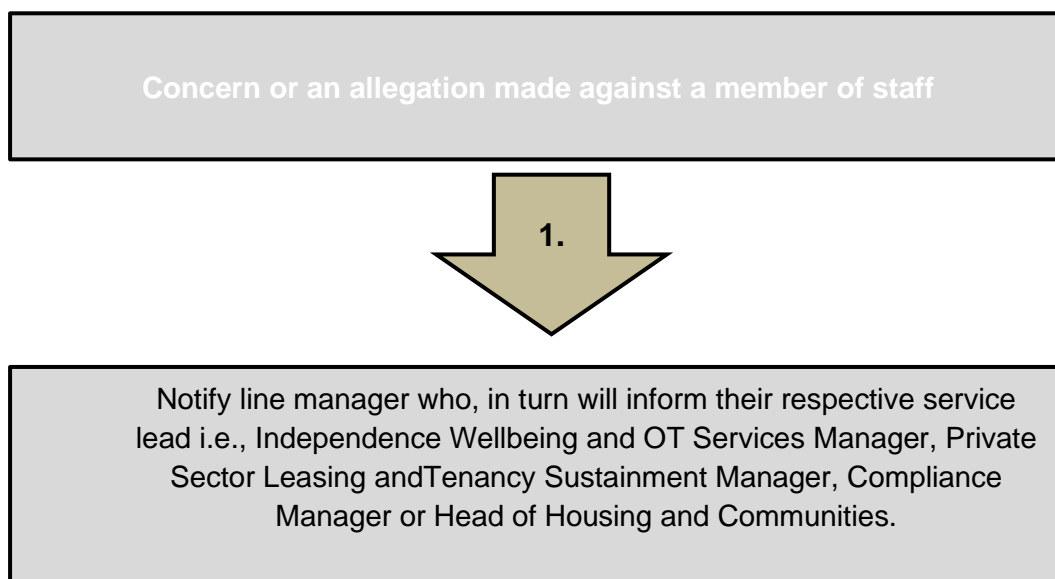 Concern or an allegation made against a member of staff
1.
Notify line manager who, in turn will inform their respective service
lead i.e., Independence Wellbeing and OT Services Manager, Private
Sector Leasing andTenancy Sustainment Manager, Compliance
Manager or Head of Housing and Communities.